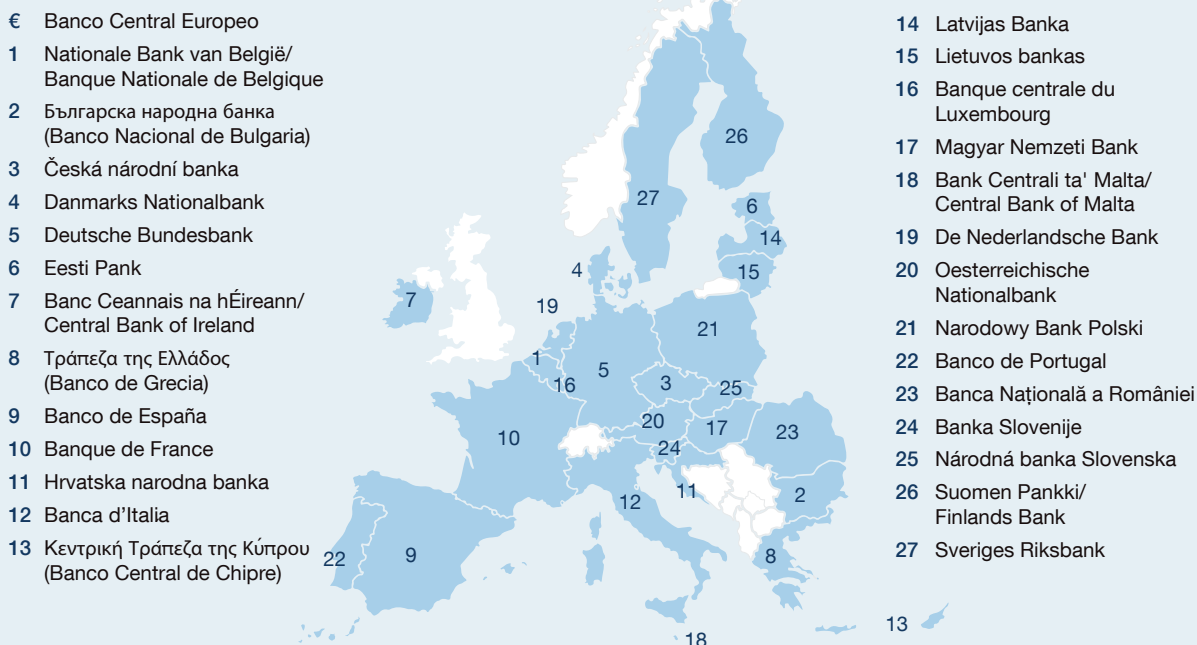 € Banco Central Europeo
1 Nationale Bank van België/
Banque Nationale de Belgique
2 Българска народна банка
(Banco Nacional de Bulgaria)
3 Česká národní banka
4 Danmarks Nationalbank
5 Deutsche Bundesbank
6 Eesti Pank
7 Banc Ceannais na hÉireann/
Central Bank of Ireland
8 Τράπεζα της Ελλάδος
(Banco de Grecia)
9 Banco de España
10 Banque de France
11 Hrvatska narodna banka
12 Banca d’Italia
13 Κεντρική Τράπεζα της Κύπρου
(Banco Central de Chipre)
26
27
6
14
15
4
7
19
21
1
5
16
3
25
20
10
17
23
24
11
12
2
22
9
8
13
18
14 Latvijas Banka
15 Lietuvos bankas
16 Banque centrale du
Luxembourg
17 Magyar Nemzeti Bank
18 Bank Ċentrali ta' Malta/
Central Bank of Malta
19 De Nederlandsche Bank
20 Oesterreichische
Nationalbank
21 Narodowy Bank Polski
22 Banco de Portugal
23 Banca Națională a României
24 Banka Slovenije
25 Národná banka Slovenska
26 Suomen Pankki/
Finlands Bank
27 Sveriges Riksbank